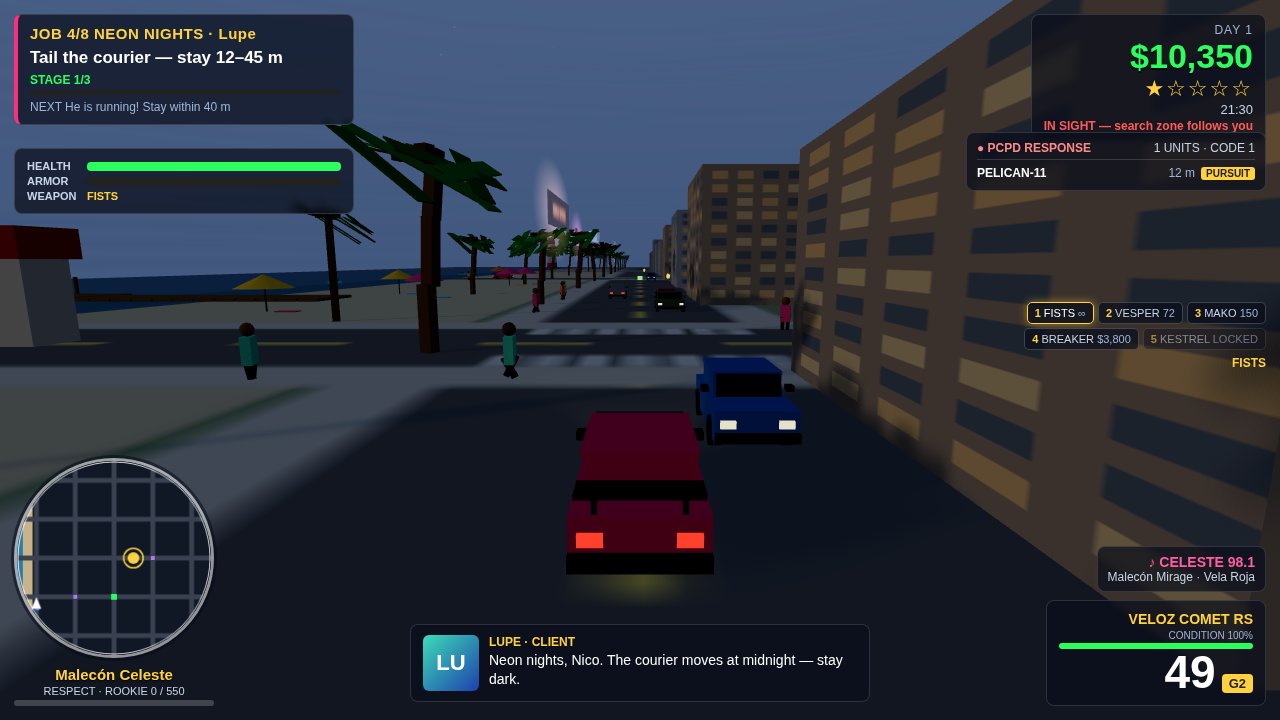 JOB 4/8 NEON NIGHTS · Lupe
Tail the courier — stay 12–45 m
STAGE 1/3
NEXT He is running! Stay within 40 m
HEALTH
ARMOR
WEAPON FISTS
DAY 1
$10,350
★☆☆☆☆
21:30
IN SIGHT — search zone follows you
● PCPD RESPONSE 1 UNITS · CODE 1
PELICAN-11 12 m PURSUIT
1 FISTS ∞ 2 VESPER 72 3 MAKO 150
4 BREAKER $3,800 5 KESTREL LOCKED
FISTS
♪ CELESTE 98.1
Malecón Mirage · Vela Roja
VELOZ COMET RS
CONDITION 100%
49 G2
LU
LUPE · CLIENT
Neon nights, Nico. The courier moves at midnight — stay
dark.
Malecón Celeste
RESPECT · ROOKIE 0 / 550